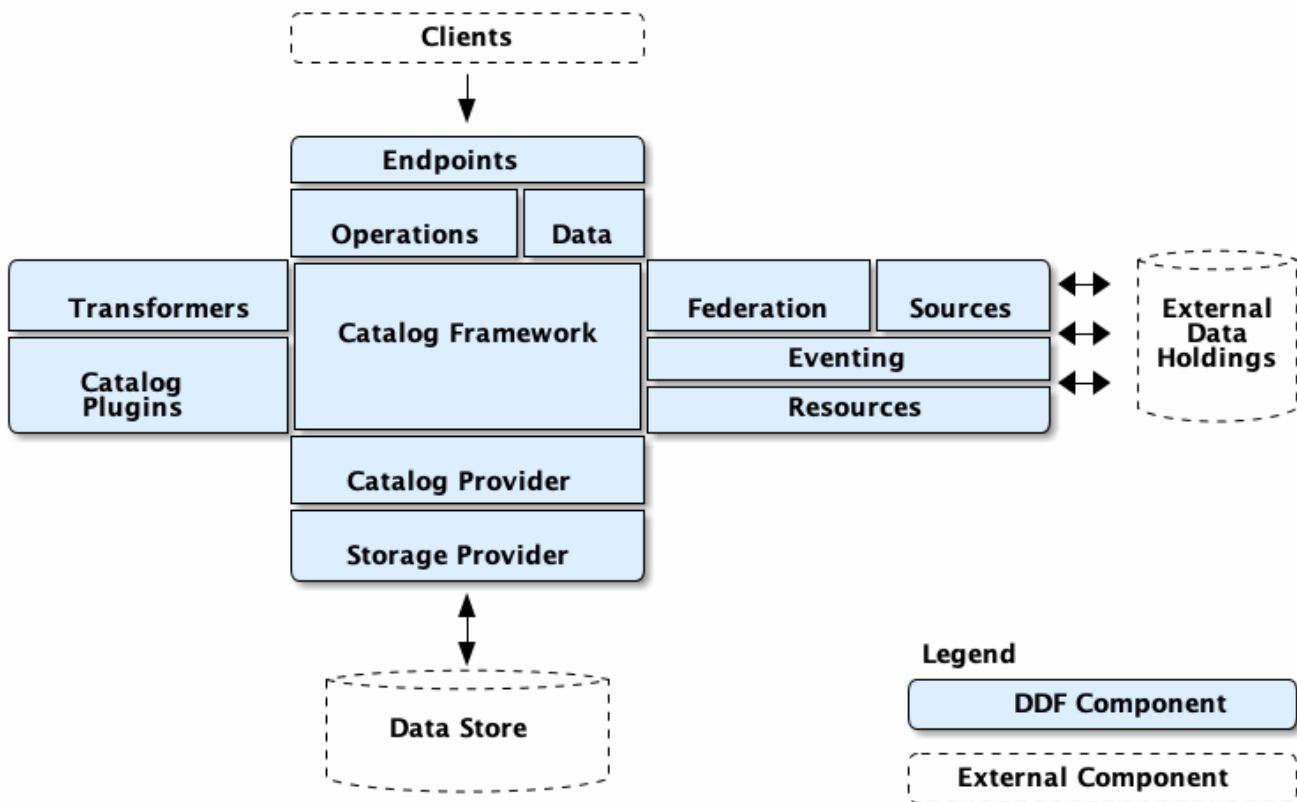 Clients
Endpoints
Operations
Data
Transformers
Catalog Framework
Federation
Sources
External
Data
Holdings
Eventing
Catalog
Plugins
Resources
Catalog Provider
Storage Provider
Legend
DDF Component
Data Store
External Component